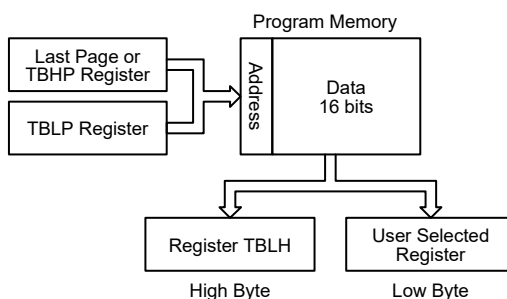 Program Memory
Last Page or
TBHP Register
TBLP Register
Address
Data
16 bits
Register TBLH
User Selected
Register
High Byte
Low Byte